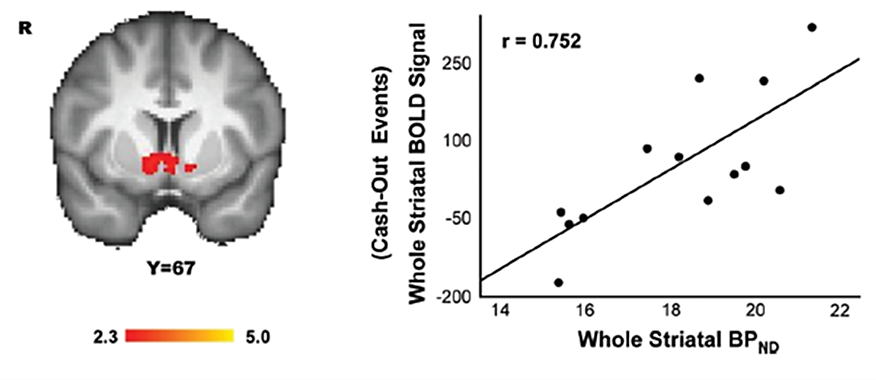 R
Y=67
2.3
5.0
r = 0.752
(Cash-Out Events)
Whole Striatal BOLD Signal
250
100
-50
-200
14 16 18 20 22
Whole Striatal BPND